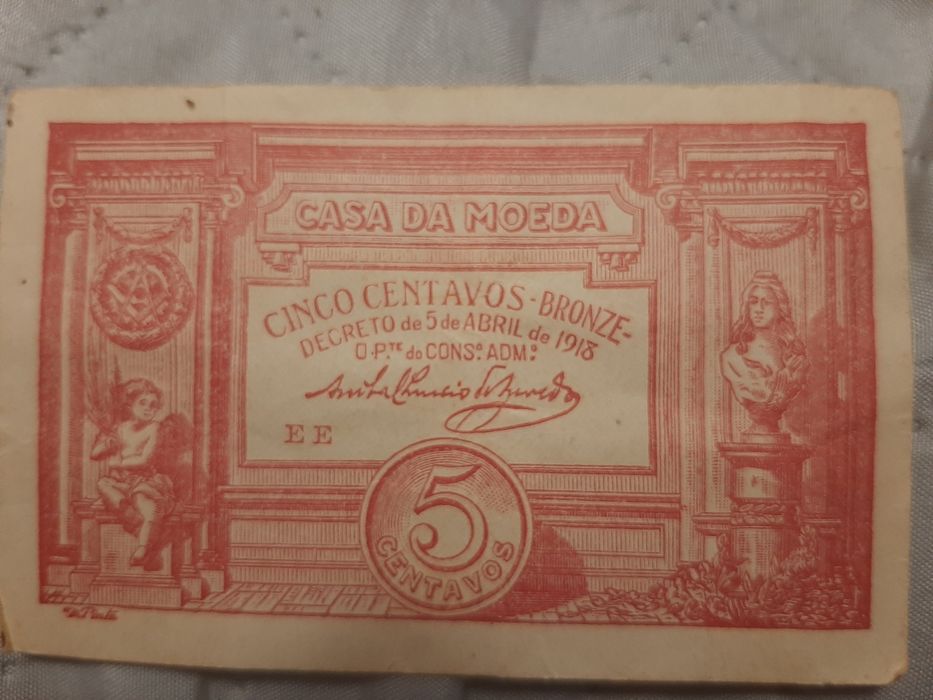 CASA DA MOEDA
CINCO CENTAVOS - BRONZE-
DECRETO de 5 de ABRIL de 1918
O P.TE do CONS.O ADM.O
E E
5
CENTAVOS